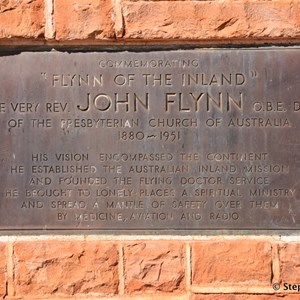 COMMEMORATING
"FLYNN OF THE INLAND"
E VERY REV. JOHN FLYNN O.B.E. D
OF THE PRESBYTERIAN CHURCH OF AUSTRALIA
1880-1951
HIS VISION ENCOMPASSED THE CONTINENT
HE ESTABLISHED THE AUSTRALIAN INLAND MISSION
AND FOUNDED THE FLYING DOCTOR SERVICE
HE BROUGHT TO LONELY PLACES A SPIRITUAL MINISTRY
AND SPREAD A MANTLE OF SAFETY OVER THEM
BY MEDICINE AVIATION AND RADIO
© Step